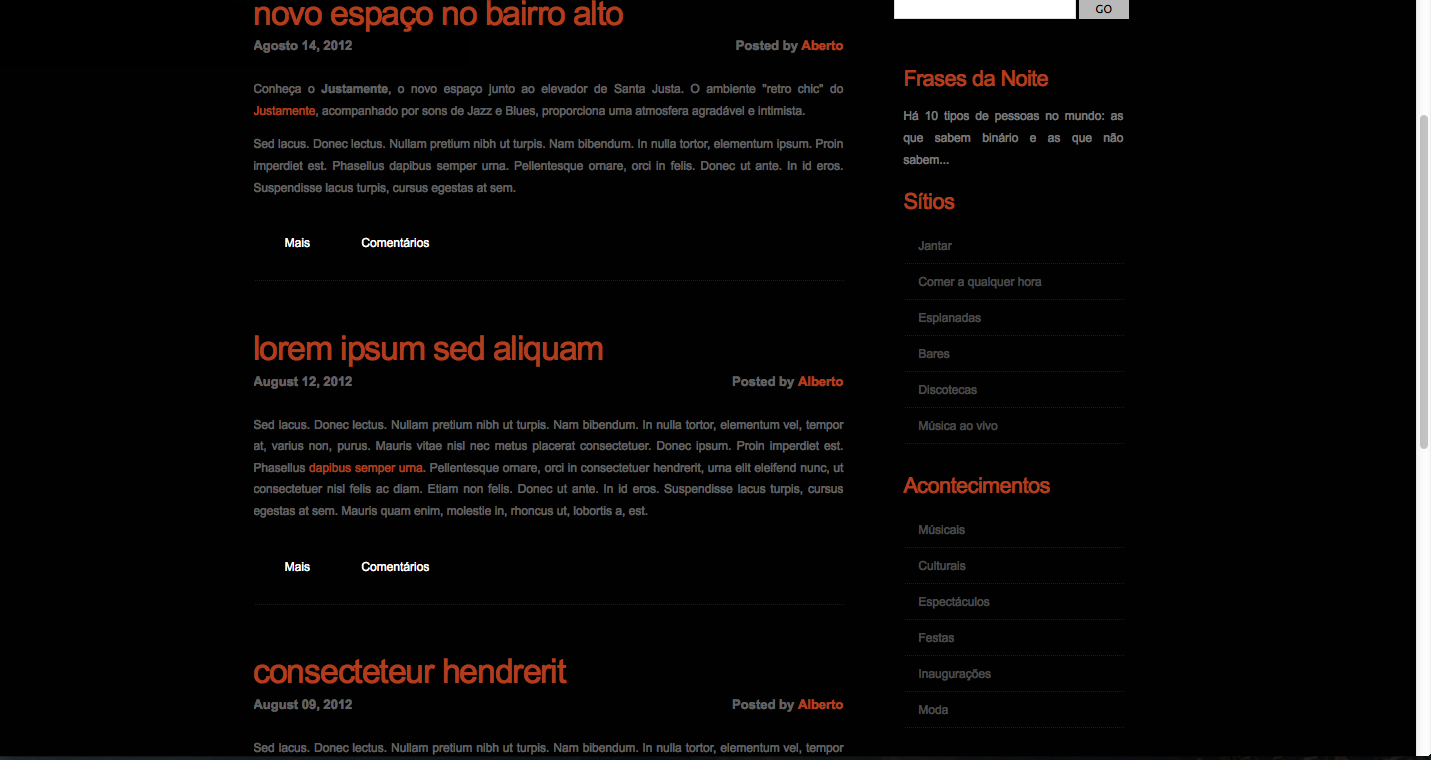 novo espaço no bairro alto
Agosto 14, 2012 Posted by Alberto
Conheça o Justamente, o novo espaço junto ao elevador de Santa Justa. O ambiente "retro chic" do
Justamente, acompanhado por sons de Jazz e Blues, proporciona uma atmosfera agradável e intimista.
Sed lacus. Donec lectus. Nullam pretium nibh ut turpis. Nam bibendum. In nulla tortor, elementum ipsum. Proin
imperdiet est. Phasellus dapibus semper urna. Pellentesque ornare, orci in felis. Donec ut ante. In id eros.
Suspendisse lacus turpis, cursus egestas at sem.
Mais Comentários
lorem ipsum sed aliquam
August 12, 2012 Posted by Alberto
Sed lacus. Donec lectus. Nullam pretium nibh ut turpis. Nam bibendum. In nulla tortor, elementum vel, tempor
at, varius non, purus. Mauris vitae nisl nec metus placerat consectetuer. Donec ipsum. Proin imperdiet est.
Phasellus dapibus semper urna. Pellentesque ornare, orci in consectetuer hendrerit, urna elit eleifend nunc, ut
consectetuer nisl felis ac diam. Etiam non felis. Donec ut ante. In id eros. Suspendisse lacus turpis, cursus
egestas at sem. Mauris quam enim, molestie in, rhoncus ut, lobortis a, est.
Mais Comentários
consecteteur hendrerit
August 09, 2012 Posted by Alberto
Sed lacus. Donec lectus. Nullam pretium nibh ut turpis. Nam bibendum. In nulla tortor, elementum vel, tempor
GO
Frases da Noite
Há 10 tipos de pessoas no mundo: as
que sabem binário e as que não
sabem...
Sítios
Jantar
Comer a qualquer hora
Esplanadas
Bares
Discotecas
Música ao vivo
Acontecimentos
Músicais
Culturais
Espectáculos
Festas
Inaugurações
Moda